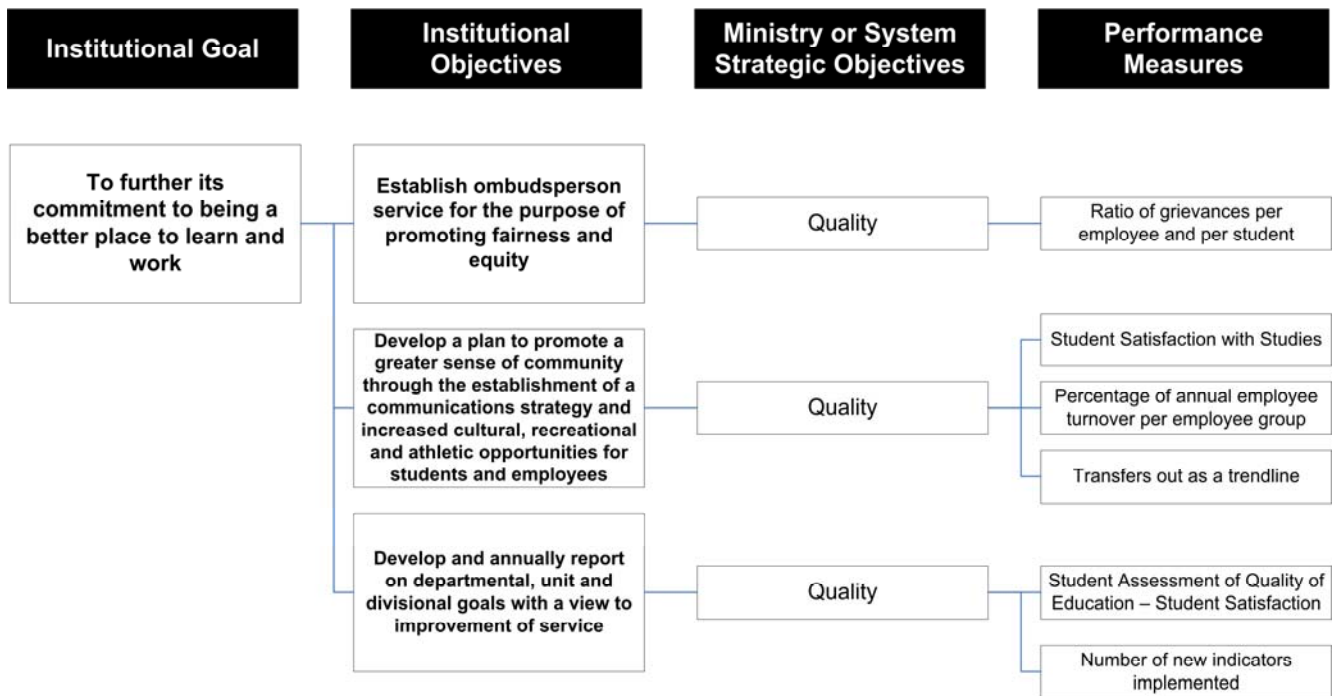 Institutional Goal
Institutional
Objectives
Ministry or System
Strategic Objectives
Performance
Measures
To further its
commitment to being a
better place to learn and
work
Establish ombudsperson
service for the purpose of
promoting fairness and
equity
Quality
Ratio of grievances per
employee and per student
Develop a plan to promote a
greater sense of community
through the establishment of a
communications strategy and
increased cultural, recreational
and athletic opportunities for
students and employees
Quality
Student Satisfaction with Studies
Percentage of annual employee
turnover per employee group
Transfers out as a trendline
Develop and annually report
on departmental, unit and
divisional goals with a view to
improvement of service
Quality
Student Assessment of Quality of
Education – Student Satisfaction
Number of new indicators
implemented